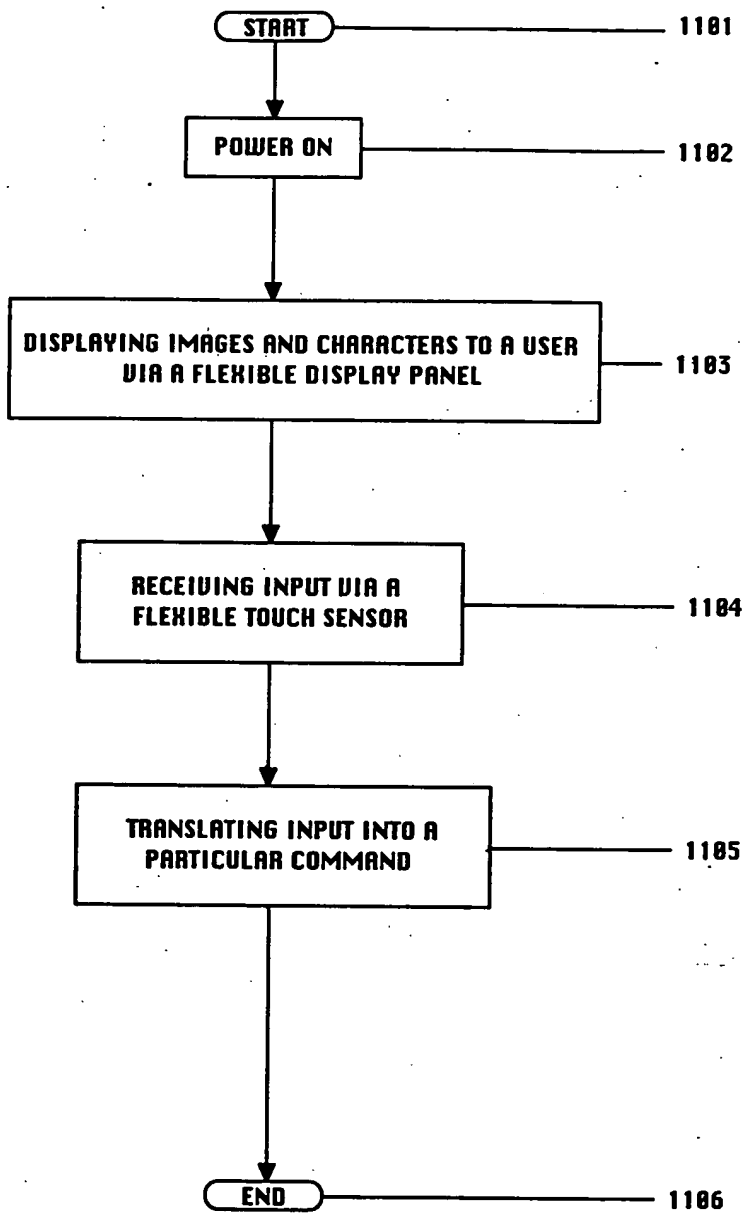 START 1101
POWER ON 1102
DISPLAYING IMAGES AND CHARACTERS TO A USER
VIA A FLEXIBLE DISPLAY PANEL
1103
RECEIVING INPUT VIA A
FLEXIBLE TOUCH SENSOR
1104
TRANSLATING INPUT INTO A
PARTICULAR COMMAND
1105
END 1106